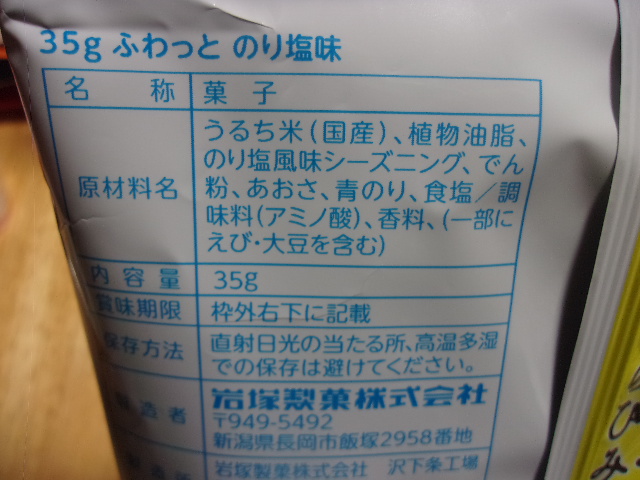 35g ふわっと のり塩味
名 称 菓子
原材料名 うるち米(国産)、植物油脂、
のり塩風味シーズニング、でん
粉、あおさ、青のり、食塩／調
味料(アミノ酸)、香料、(一部に
えび・大豆を含む)
内容量 35g
賞味期限 枠外右下に記載
保存方法 直射日光の当たる所、高温多湿
での保存は避けてください。
製造者 岩塚製菓株式会社
〒949-5492
新潟県長岡市飯塚2958番地
岩塚製菓株式会社 沢下条工場